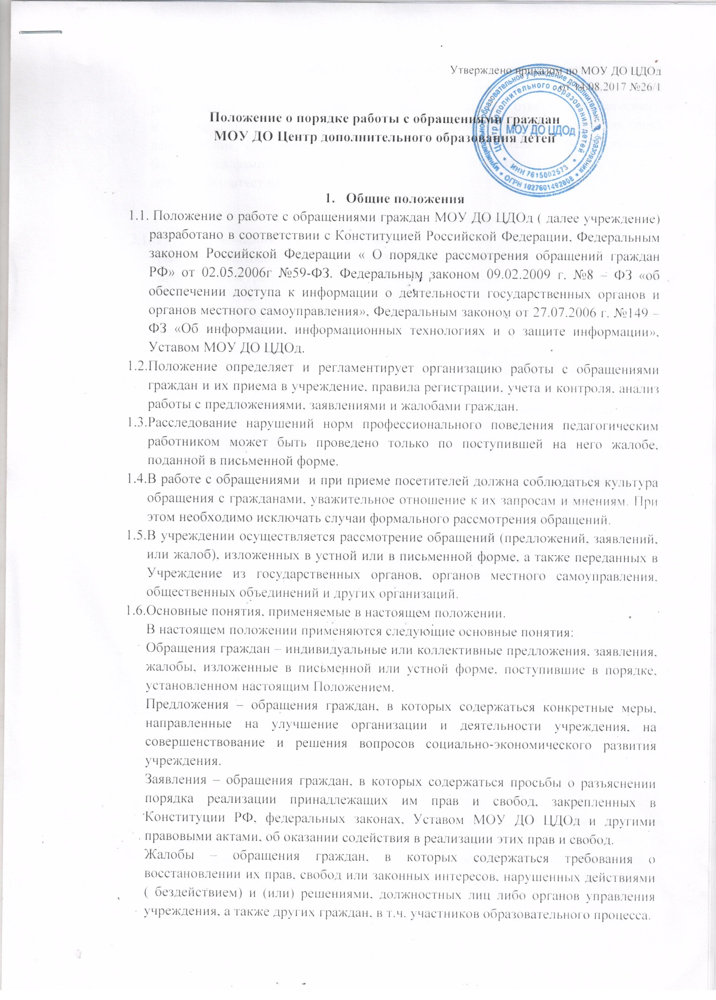 Утверждено приказом по МОУ ДО ЦДОд
от 14.08.2017 №26/1
Положение о порядке работы с обращениями граждан
МОУ ДО Центр дополнительного образования детей
муниципальное образовательное учреждение дополнительно образования
Центр дополнительного образования детей
МОУ ДО ЦДОд
ИНН 7615002573
ОГРН 1027601492808
1. Общие положения
1.1. Положение о работе с обращениями граждан МОУ ДО ЦДОд ( далее учреждение)
разработано в соответствии с Конституцией Российской Федерации, Федеральным
законом Российской Федерации « О порядке рассмотрения обращений граждан
РФ» от 02.05.2006г №59-ФЗ. Федеральным законом 09.02.2009 г. №8 – ФЗ «об
обеспечении доступа к информации о деятельности государственных органов и
органов местного самоуправления», Федеральным законом от 27.07.2006 г. №149 –
ФЗ «Об информации, информационных технологиях и о защите информации»,
Уставом МОУ ДО ЦДОд.
1.2.Положение определяет и регламентирует организацию работы с обращениями
граждан и их приема в учреждение, правила регистрации, учета и контроля, анализ
работы с предложениями, заявлениями и жалобами граждан.
1.3.Расследование нарушений норм профессионального поведения педагогическим
работником может быть проведено только по поступившей на него жалобе,
поданной в письменной форме.
1.4.В работе с обращениями и при приеме посетителей должна соблюдаться культура
обращения с гражданами, уважительное отношение к их запросам и мнениям. При
этом необходимо исключать случаи формального рассмотрения обращений.
1.5.В учреждении осуществляется рассмотрение обращений (предложений, заявлений,
или жалоб), изложенных в устной или в письменной форме, а также переданных в
Учреждение из государственных органов, органов местного самоуправления,
общественных объединений и других организаций.
1.6.Основные понятия, применяемые в настоящем положении.
В настоящем положении применяются следующие основные понятия:
Обращения граждан – индивидуальные или коллективные предложения, заявления,
жалобы, изложенные в письменной или устной форме, поступившие в порядке,
установленном настоящим Положением.
Предложения – обращения граждан, в которых содержаться конкретные меры,
направленные на улучшение организации и деятельности учреждения, на
совершенствование и решения вопросов социально-экономического развития
учреждения.
Заявления – обращения граждан, в которых содержаться просьбы о разъяснении
порядка реализации принадлежащих им прав и свобод, закрепленных в
Конституции РФ, федеральных законах, Уставом МОУ ДО ЦДОд и другими
правовыми актами, об оказании содействия в реализации этих прав и свобод.
Жалобы – обращения граждан, в которых содержаться требования о
восстановлении их прав, свобод или законных интересов, нарушенных действиями
( бездействием) и (или) решениями, должностных лиц либо органов управления
учреждения, а также других граждан, в т.ч. участников образовательного процесса.